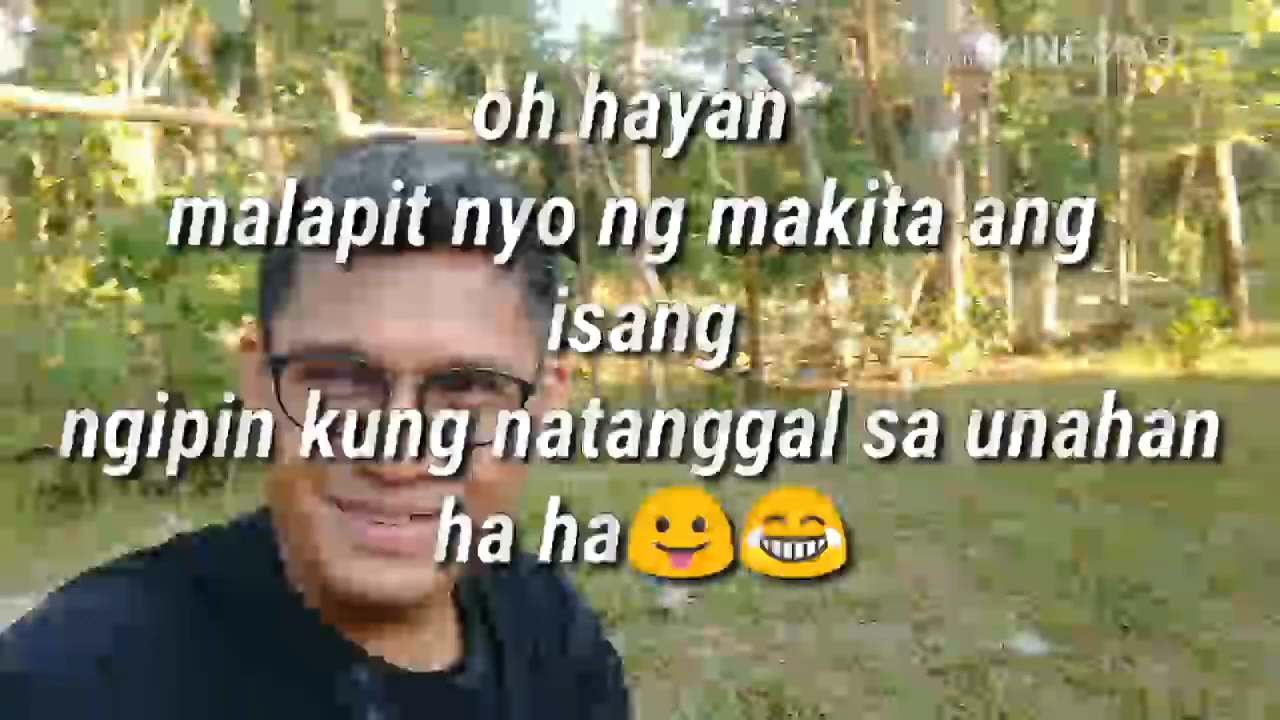 oh hayan
malapit nyo ng makita ang
isang
ngipin kung natanggal sa unahan
ha ha😛😂